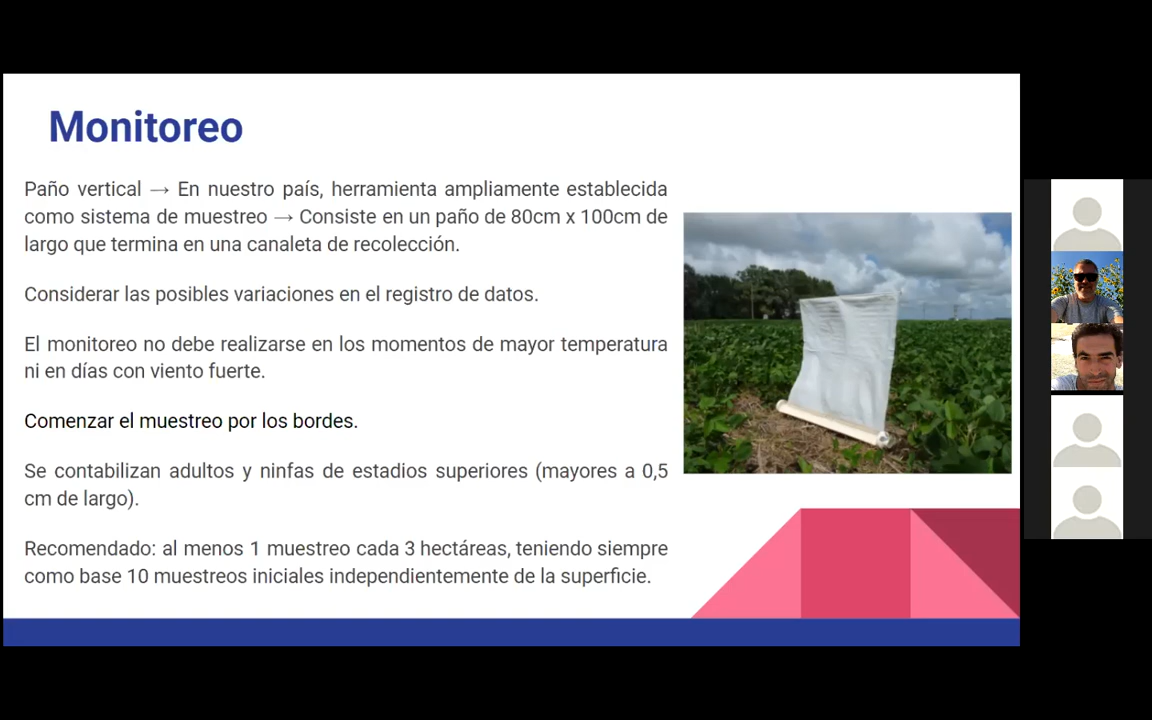 Monitoreo
Paño vertical → En nuestro país, herramienta ampliamente establecida
como sistema de muestreo → Consiste en un paño de 80cm x 100cm de
largo que termina en una canaleta de recolección.
Considerar las posibles variaciones en el registro de datos.
El monitoreo no debe realizarse en los momentos de mayor temperatura
ni en días con viento fuerte.
Comenzar el muestreo por los bordes.
Se contabilizan adultos y ninfas de estadios superiores (mayores a 0,5
cm de largo).
Recomendado: al menos 1 muestreo cada 3 hectáreas, teniendo siempre
como base 10 muestreos iniciales independientemente de la superficie.